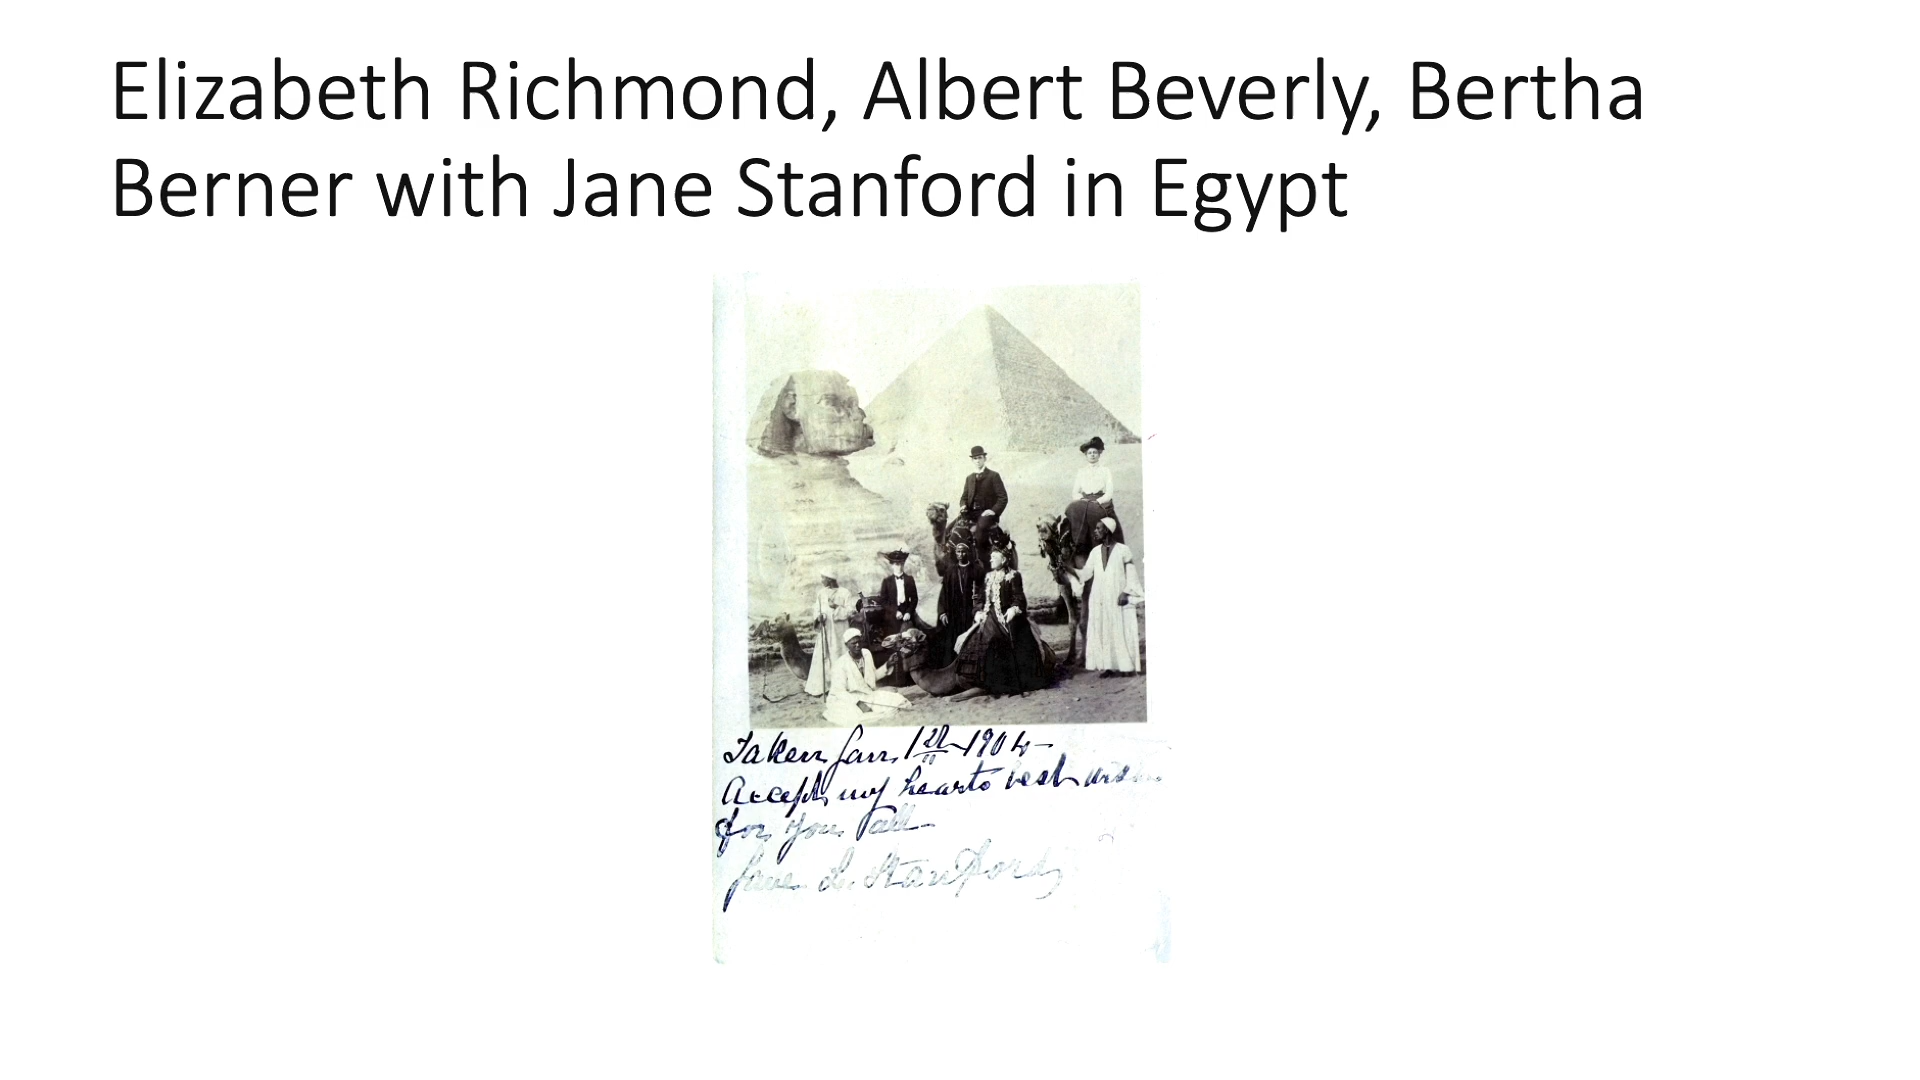 Elizabeth Richmond, Albert Beverly, Bertha
Berner with Jane Stanford in Egypt
Taken Jan, 1st 1904-
Accept, my hearts best wishes
for you all-
Jane L. Stanford